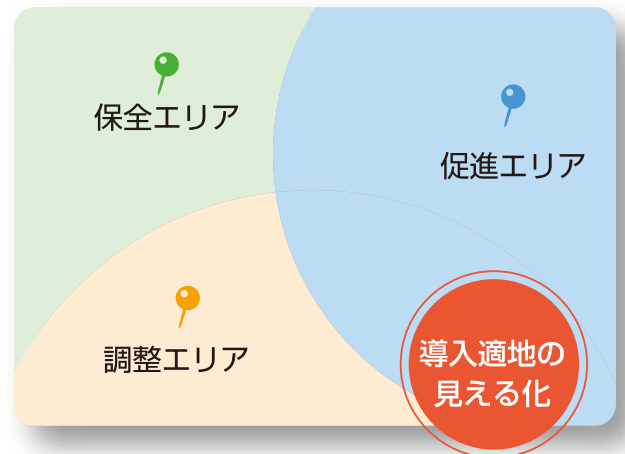 保全エリア
促進エリア
調整エリア
導入適地の
見える化